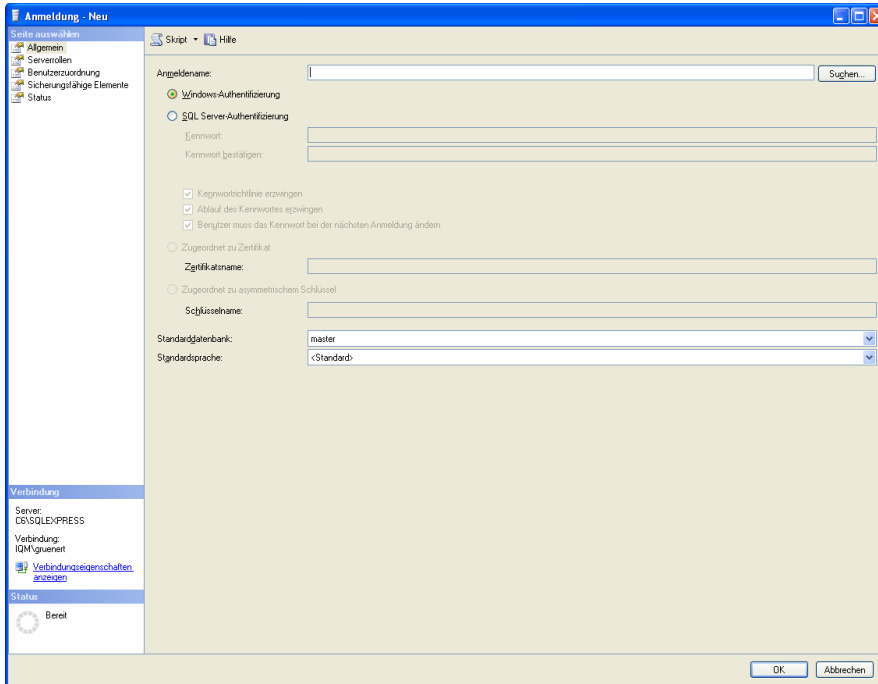 Anmeldung - Neu
Seite auswählen
Allgemein
Serverrollen
Benutzerzuordnung
Sicherungsfähige Elemente
Status
Skript
Hilfe
Anmeldename:
Suchen...
Windows-Authentifizierung
SQL Server-Authentifizierung
Kennwort:
Kennwort bestätigen:
Kennwortrichtlinie erzwingen
Ablauf des Kennwortes erzwingen
Benutzer muss das Kennwort bei der nächsten Anmeldung ändern
Zugeordnet zu Zertifikat
Zertifikatsname:
Zugeordnet zu asymmetrischem Schlüssel
Schlüsselname:
Standarddatenbank:
master
Standardsprache:
<Standard>
Verbindung
Server:
C6\SQLEXPRESS
Verbindung:
IQM\gruenert
Verbindungseigenschaften
anzeigen
Status
Bereit
OK
Abbrechen